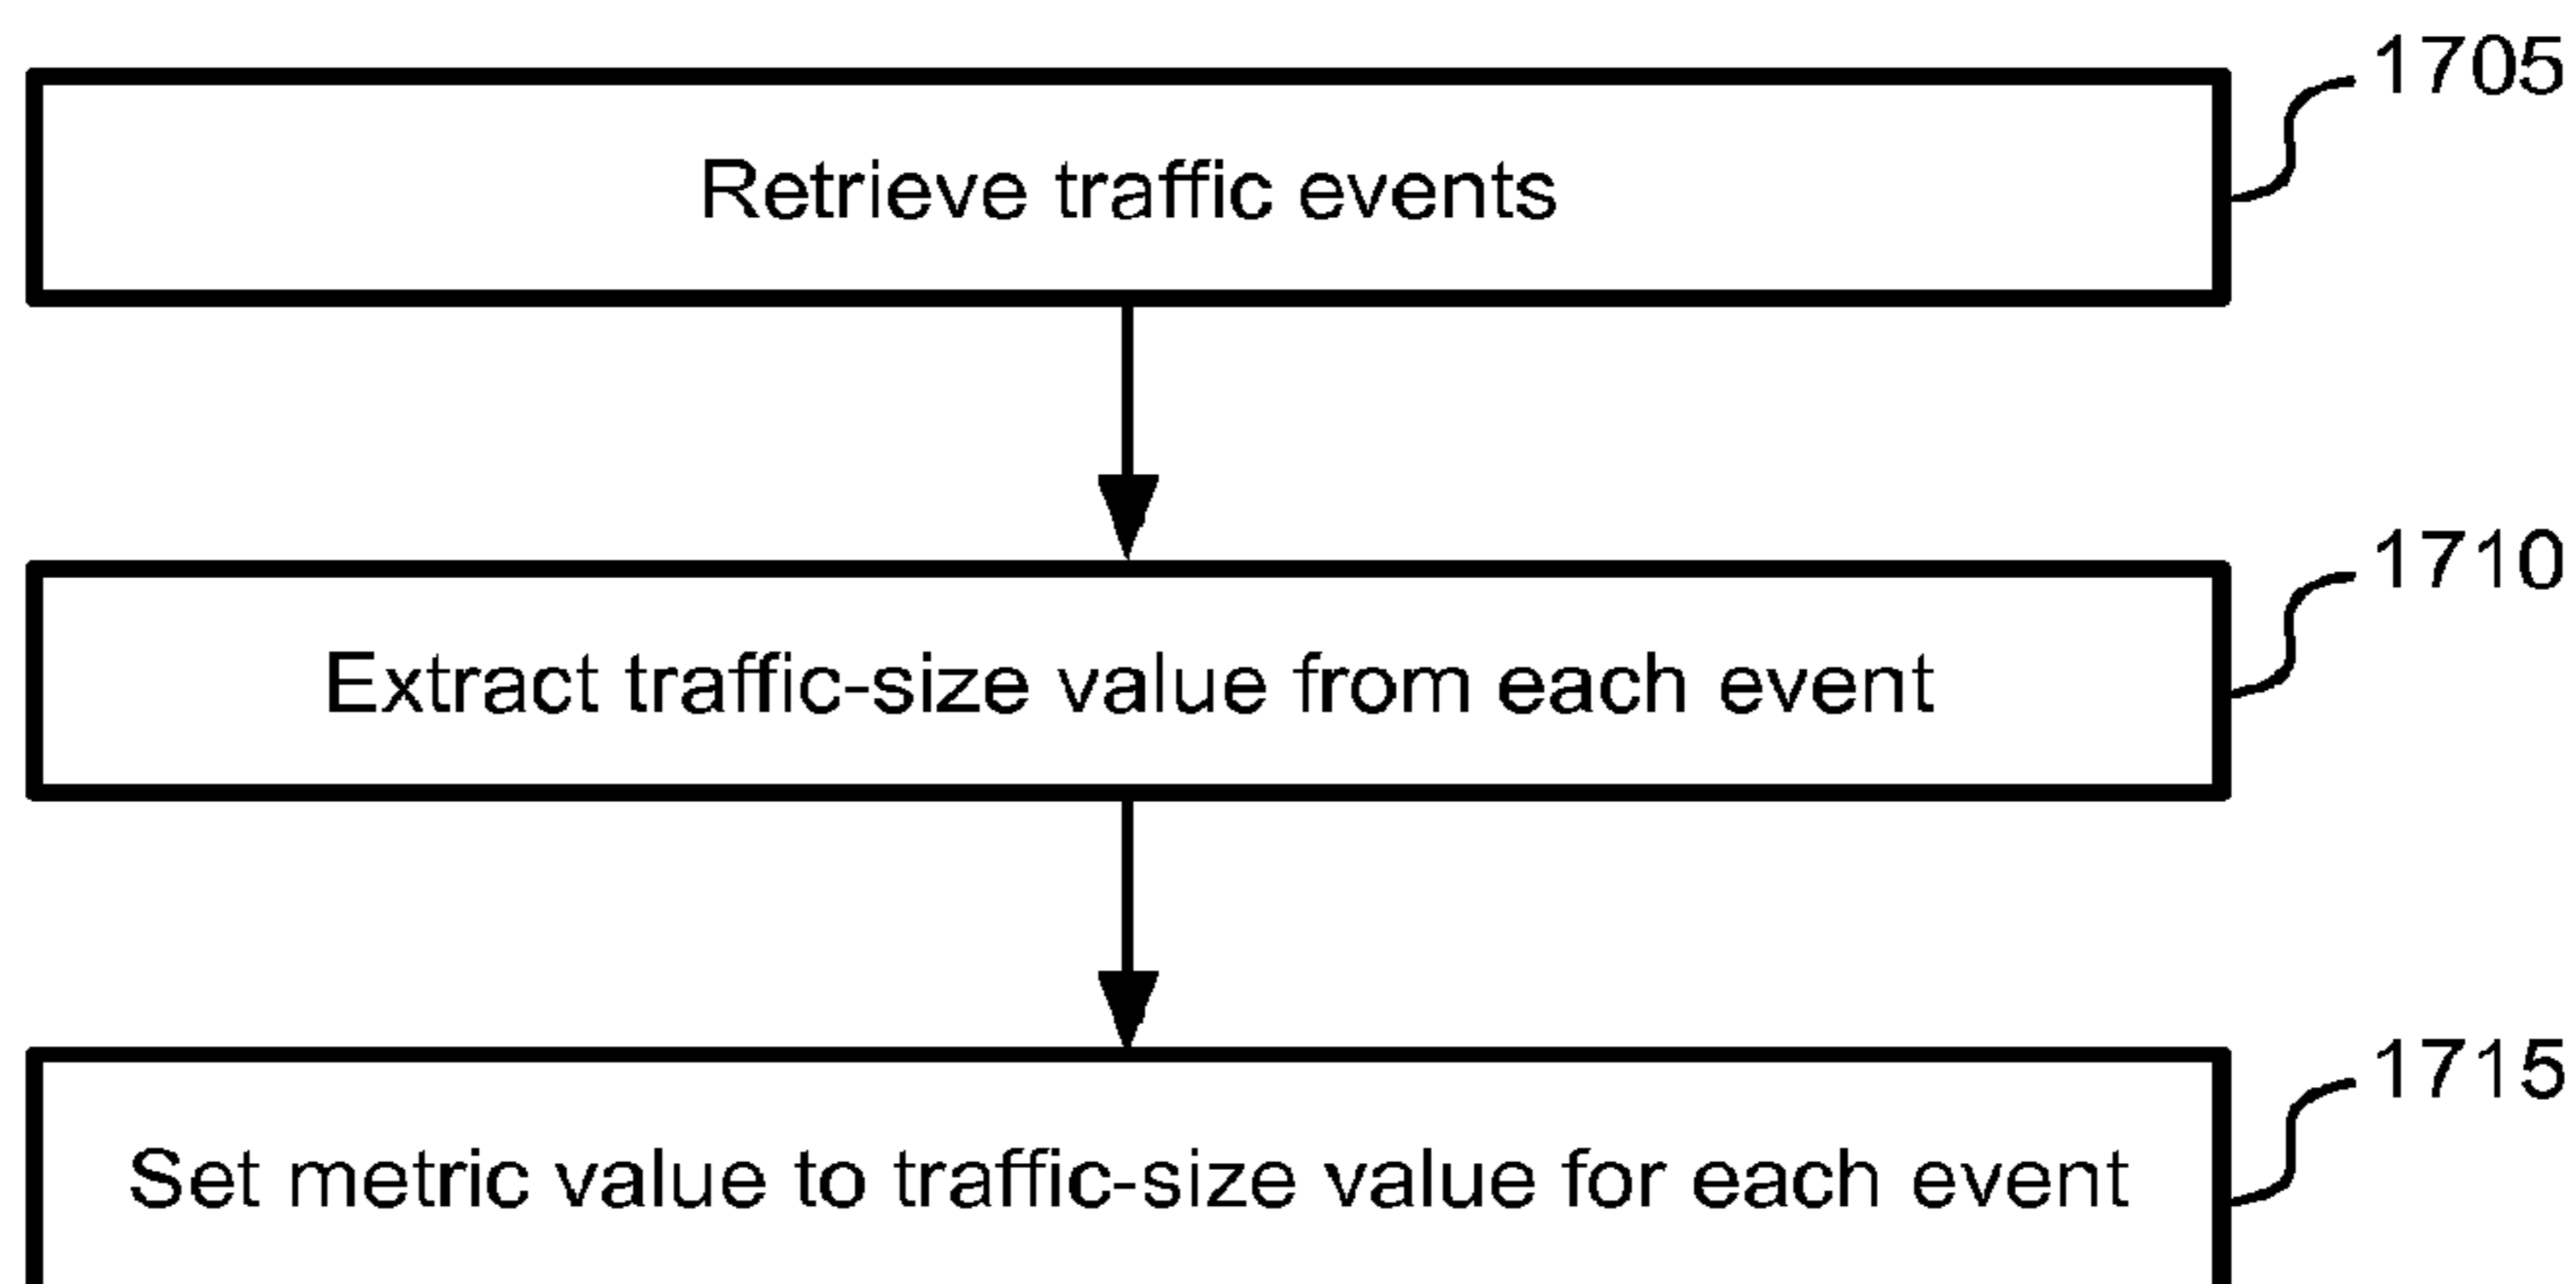 1705
Retrieve traffic events
1710
Extract traffic-size value from each event
1715
Set metric value to traffic-size value for each event